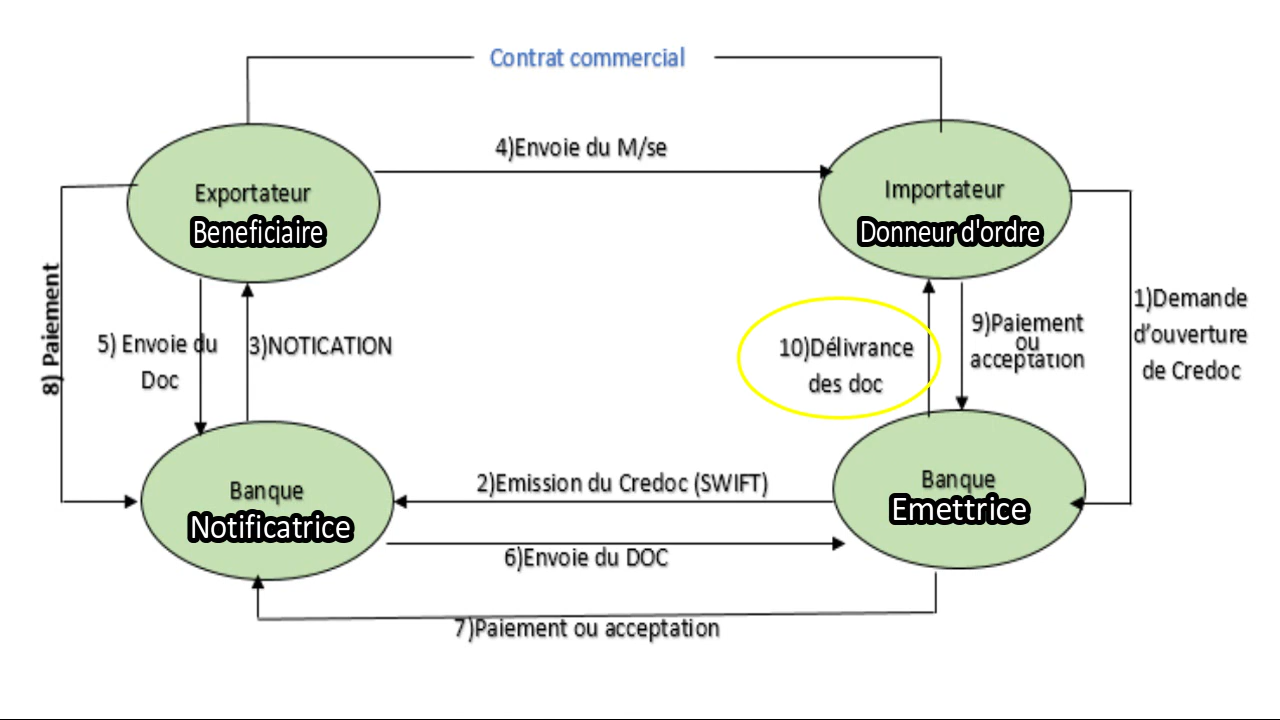 Contrat commercial
4)Envoie du M/se
Exportateur
Beneficiaire
Importateur
Donneur d'ordre
8) Paiement
5) Envoie du
Doc
3)NOTICATION
10)Délivrance
des doc
9)Paiement
ou
acceptation
1)Demande
d'ouverture
de Credoc
Banque
Notificatrice
2)Emission du Credoc (SWIFT)
Banque
Emettrice
6)Envoie du DOC
7)Paiement ou acceptation